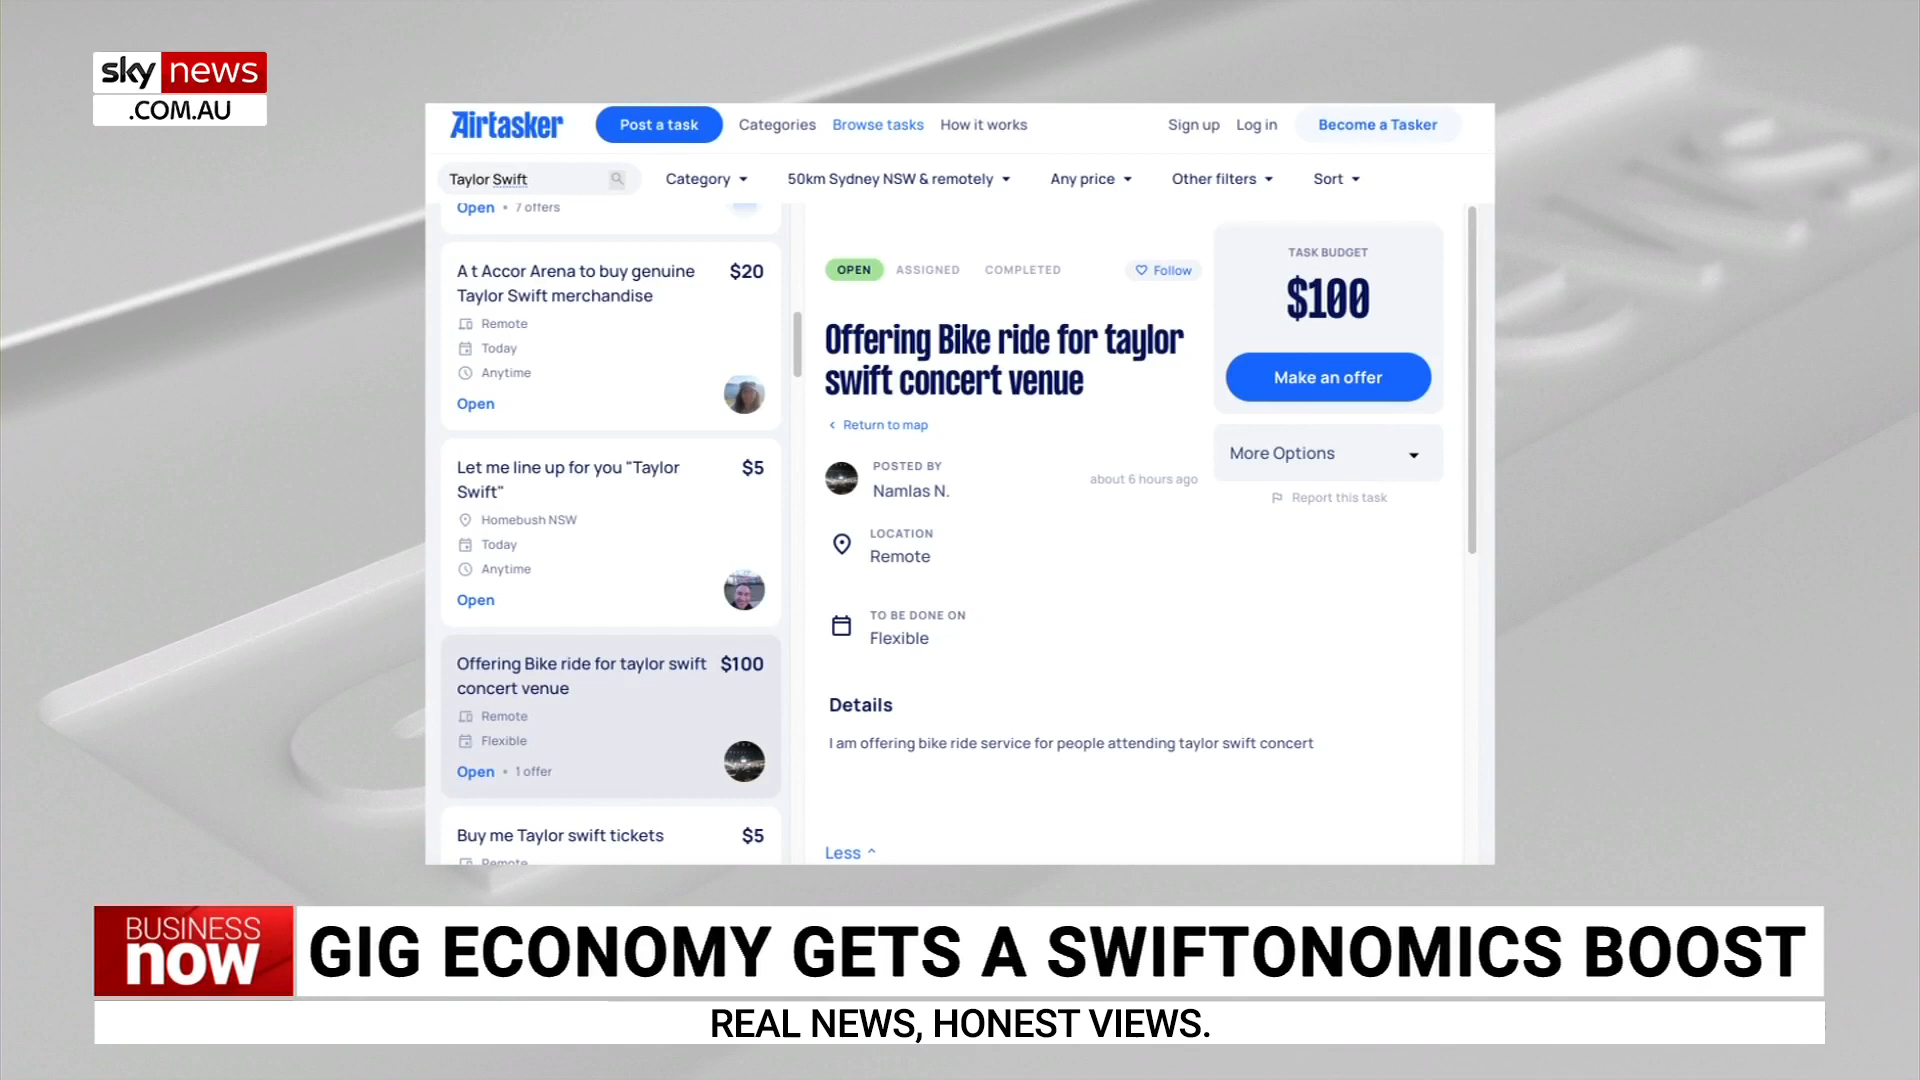 sky news
.COM.AU
Airtasker
Post a task
Categories
Browse tasks
How it works
Sign up
Log in
Become a Tasker
Taylor Swift
Category
50km Sydney NSW & remotely
Any price
Other filters
Sort
Open • 7 offers
A t Accor Arena to buy genuine
Taylor Swift merchandise
$20
Remote
Today
Anytime
Open
Let me line up for you "Taylor
Swift"
$5
Homebush NSW
Today
Anytime
Open
Offering Bike ride for taylor swift
concert venue
$100
Remote
Flexible
Open • 1 offer
Buy me Taylor swift tickets
$5
Remote
OPEN
ASSIGNED
COMPLETED
Follow
Offering Bike ride for taylor
swift concert venue
< Return to map
POSTED BY
Namlas N.
about 6 hours ago
LOCATION
Remote
TO BE DONE ON
Flexible
Details
I am offering bike ride service for people attending taylor swift concert
Less
TASK BUDGET
$100
Make an offer
More Options
Report this task
BUSINESS
now
GIG ECONOMY GETS A SWIFTONOMICS BOOST
REAL NEWS, HONEST VIEWS.